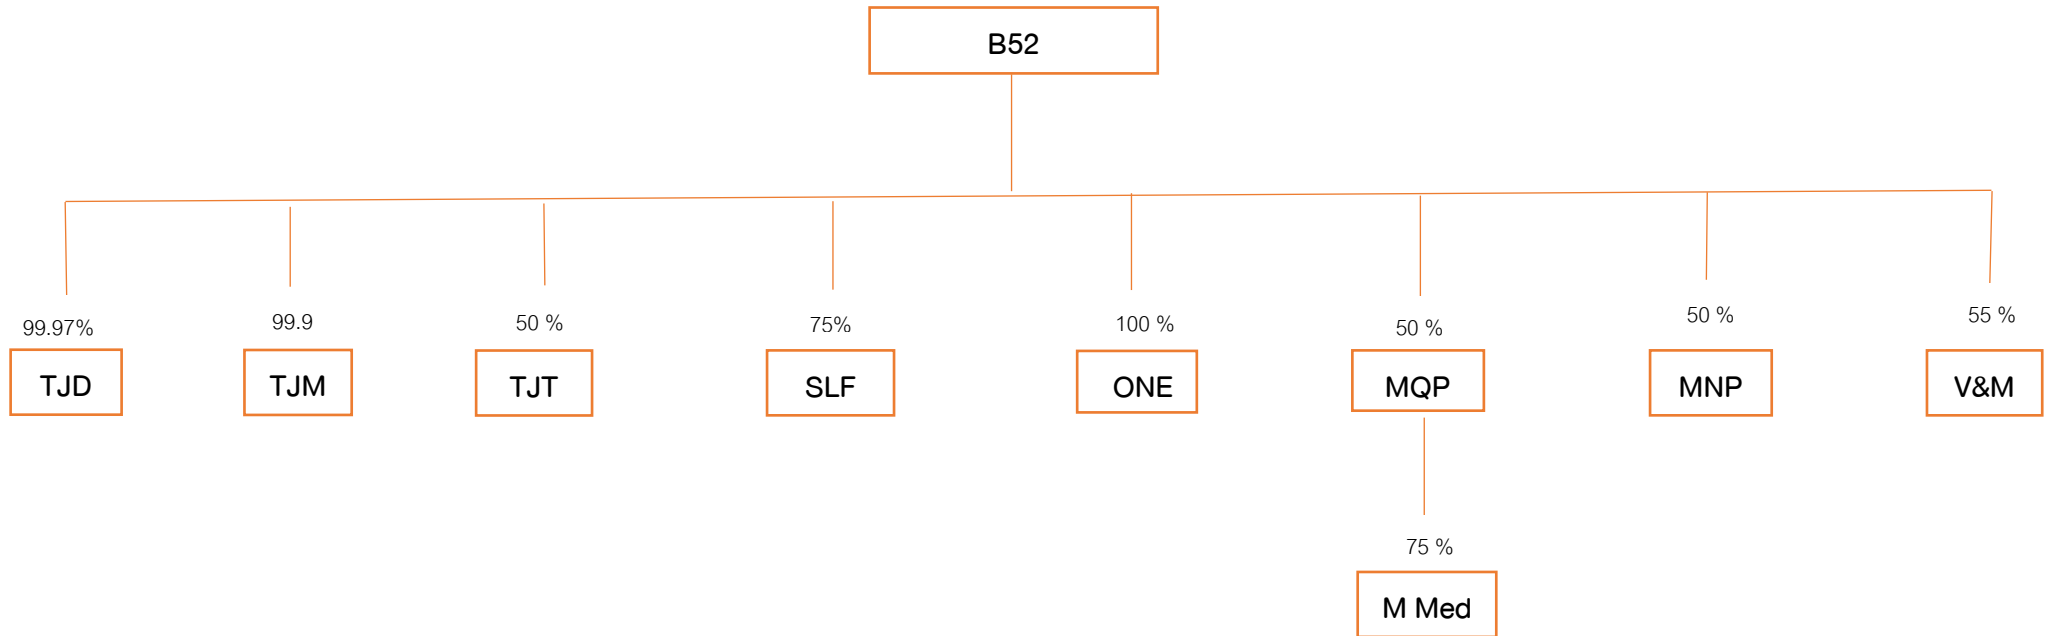 B52
99.97%
99.9
50 %
75%
100 %
50 %
50 %
55 %
TJD
TJM
TJT
SLF
ONE
MQP
MNP
V&M
75 %
M Med